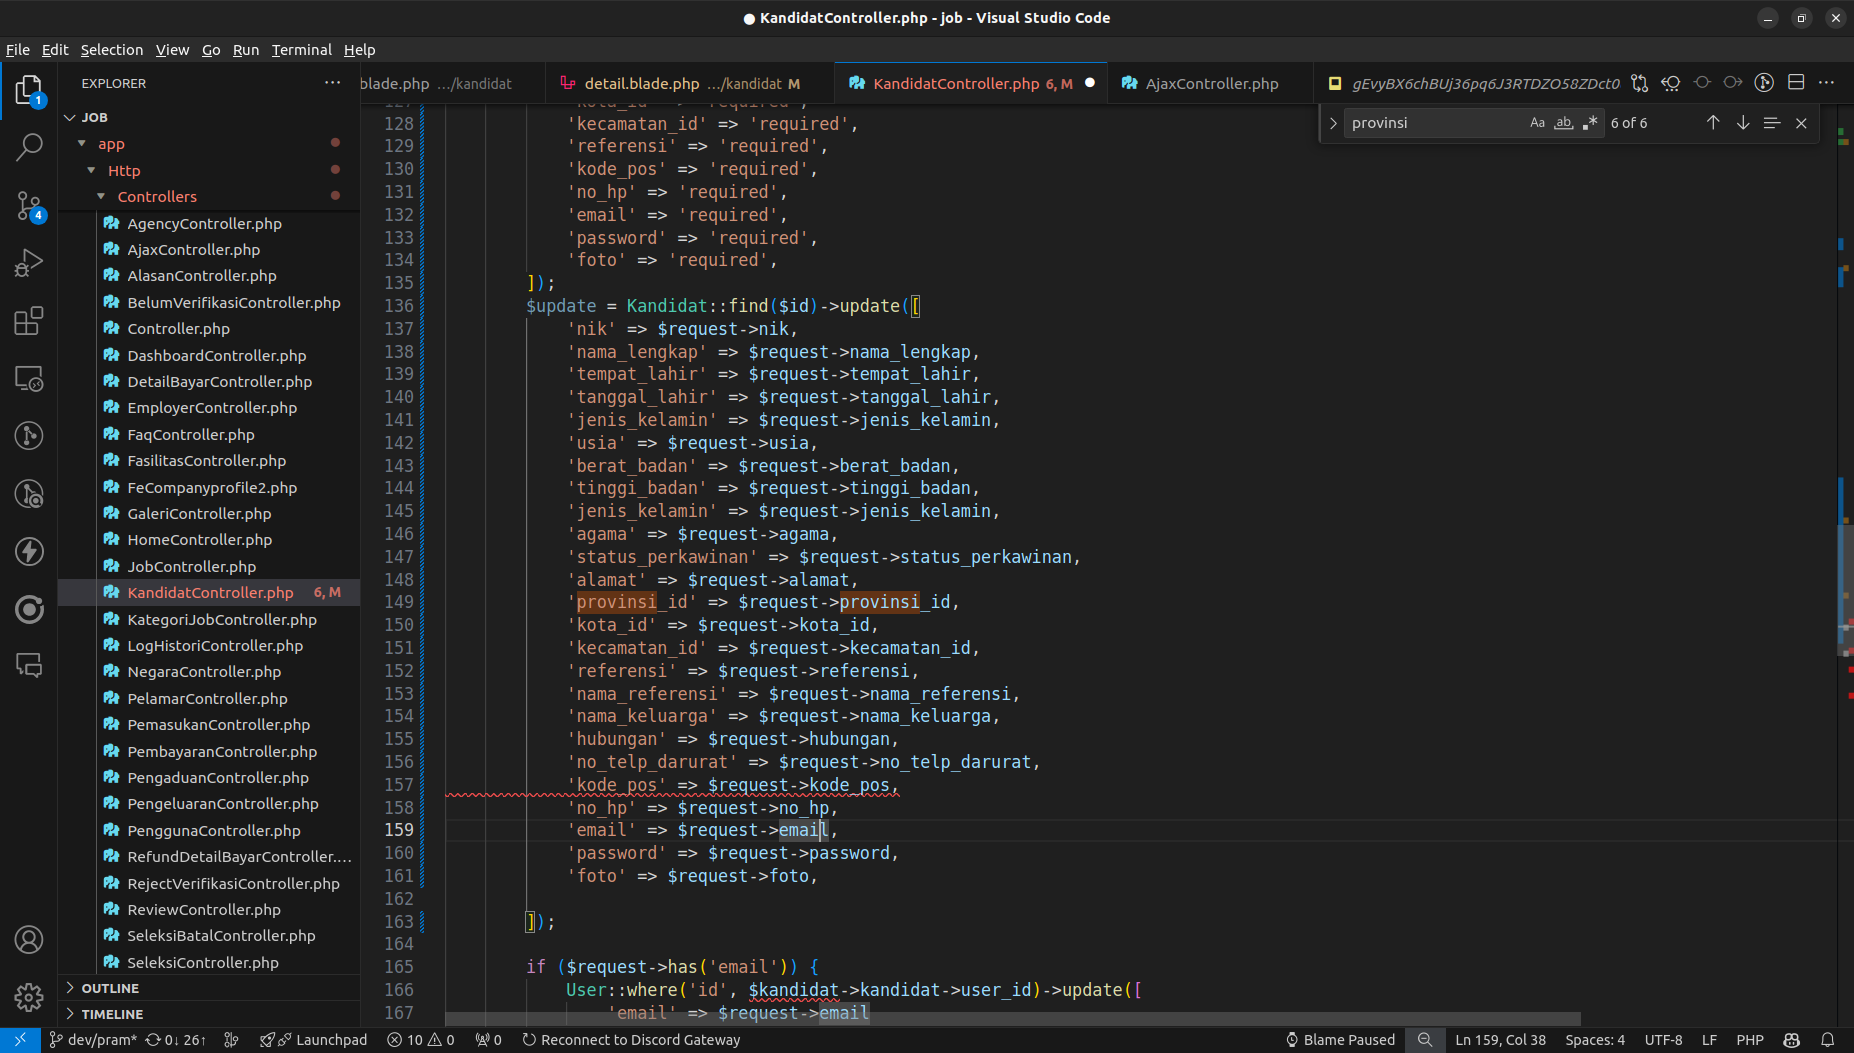 KandidatController.php - job - Visual Studio Code
File Edit Selection View Go Run Terminal Help
EXPLORER
blade.php .../kandidat
detail.blade.php .../kandidat M
KandidatController.php 6, M
AjaxController.php
gEvyBX6chBUj36pq6J3RTDZO58ZDct0
provinsi
Aa ab .* 6 of 6
JOB
app
Http
Controllers
AgencyController.php
AjaxController.php
AlasanController.php
BelumVerifikasiController.php
Controller.php
DashboardController.php
DetailBayarController.php
EmployerController.php
FaqController.php
FasilitasController.php
FeCompanyprofile2.php
GaleriController.php
HomeController.php
JobController.php
KandidatController.php 6, M
KategoriJobController.php
LogHistoriController.php
NegaraController.php
PelamarController.php
PemasukanController.php
PembayaranController.php
PengaduanController.php
PengeluaranController.php
PenggunaController.php
RefundDetailBayarController....
RejectVerifikasiController.php
ReviewController.php
SeleksiBatalController.php
SeleksiController.php
OUTLINE
TIMELINE
1
4
127 'kota_id' => 'required',
128 'kecamatan_id' => 'required',
129 'referensi' => 'required',
130 'kode_pos' => 'required',
131 'no_hp' => 'required',
132 'email' => 'required',
133 'password' => 'required',
134 'foto' => 'required',
135 ]);
136 $update = Kandidat::find($id)->update([
137 'nik' => $request->nik,
138 'nama_lengkap' => $request->nama_lengkap,
139 'tempat_lahir' => $request->tempat_lahir,
140 'tanggal_lahir' => $request->tanggal_lahir,
141 'jenis_kelamin' => $request->jenis_kelamin,
142 'usia' => $request->usia,
143 'berat_badan' => $request->berat_badan,
144 'tinggi_badan' => $request->tinggi_badan,
145 'jenis_kelamin' => $request->jenis_kelamin,
146 'agama' => $request->agama,
147 'status_perkawinan' => $request->status_perkawinan,
148 'alamat' => $request->alamat,
149 'provinsi_id' => $request->provinsi_id,
150 'kota_id' => $request->kota_id,
151 'kecamatan_id' => $request->kecamatan_id,
152 'referensi' => $request->referensi,
153 'nama_referensi' => $request->nama_referensi,
154 'nama_keluarga' => $request->nama_keluarga,
155 'hubungan' => $request->hubungan,
156 'no_telp_darurat' => $request->no_telp_darurat,
157 'kode_pos' => $request->kode_pos,
158 'no_hp' => $request->no_hp,
159 'email' => $request->email,
160 'password' => $request->password,
161 'foto' => $request->foto,
162
163 ]);
164
165 if ($request->has('email')) {
166 User::where('id', $kandidat->kandidat->user_id)->update([
167 'email' => $request->email
dev/pram* 0↓ 26↑ Launchpad 10 0 0 Reconnect to Discord Gateway
Blame Paused Ln 159, Col 38 Spaces: 4 UTF-8 LF PHP